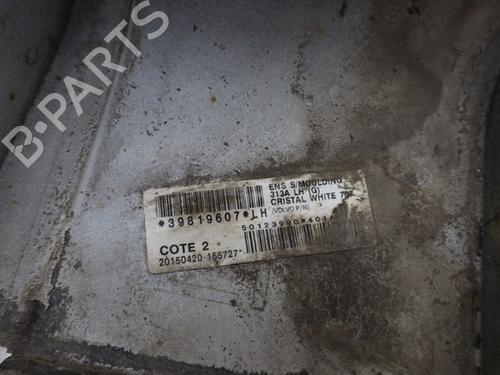 B-PARTS
ENS S/MOULDING
313A LH (G)
CRISTAL WHITE
(VOLVO P/N)
*39819607*LH
COTE 2
20150420 155727